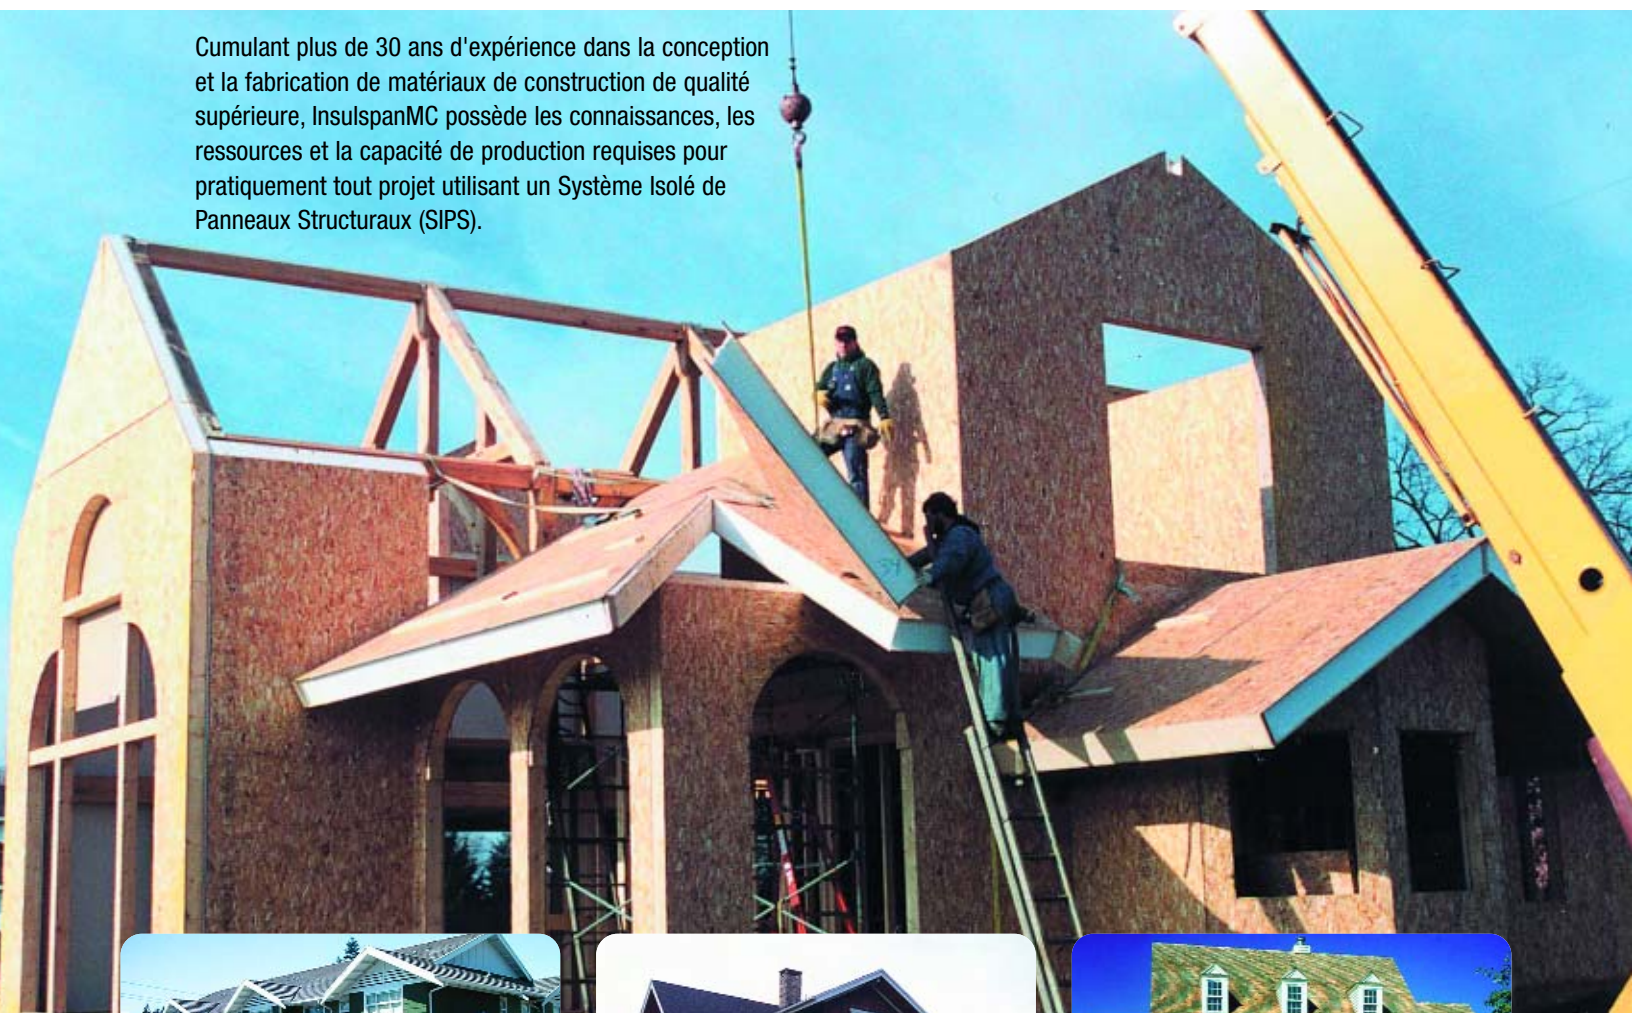 Cumulant plus de 30 ans d'expérience dans la conception
et la fabrication de matériaux de construction de qualité
supérieure, InsulspanMC possède les connaissances, les
ressources et la capacité de production requises pour
pratiquement tout projet utilisant un Système Isolé de
Panneaux Structuraux (SIPS).